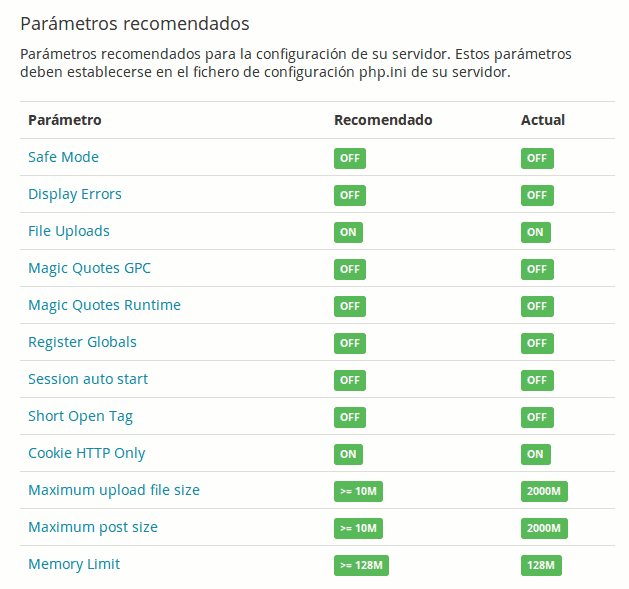 Parámetros recomendados
Parámetros recomendados para la configuración de su servidor. Estos parámetros
deben establecerse en el fichero de configuración php.ini de su servidor.
Parámetro Recomendado Actual
Safe Mode OFF OFF
Display Errors OFF OFF
File Uploads ON ON
Magic Quotes GPC OFF OFF
Magic Quotes Runtime OFF OFF
Register Globals OFF OFF
Session auto start OFF OFF
Short Open Tag OFF OFF
Cookie HTTP Only ON ON
Maximum upload file size >= 10M 2000M
Maximum post size >= 10M 2000M
Memory Limit >= 128M 128M